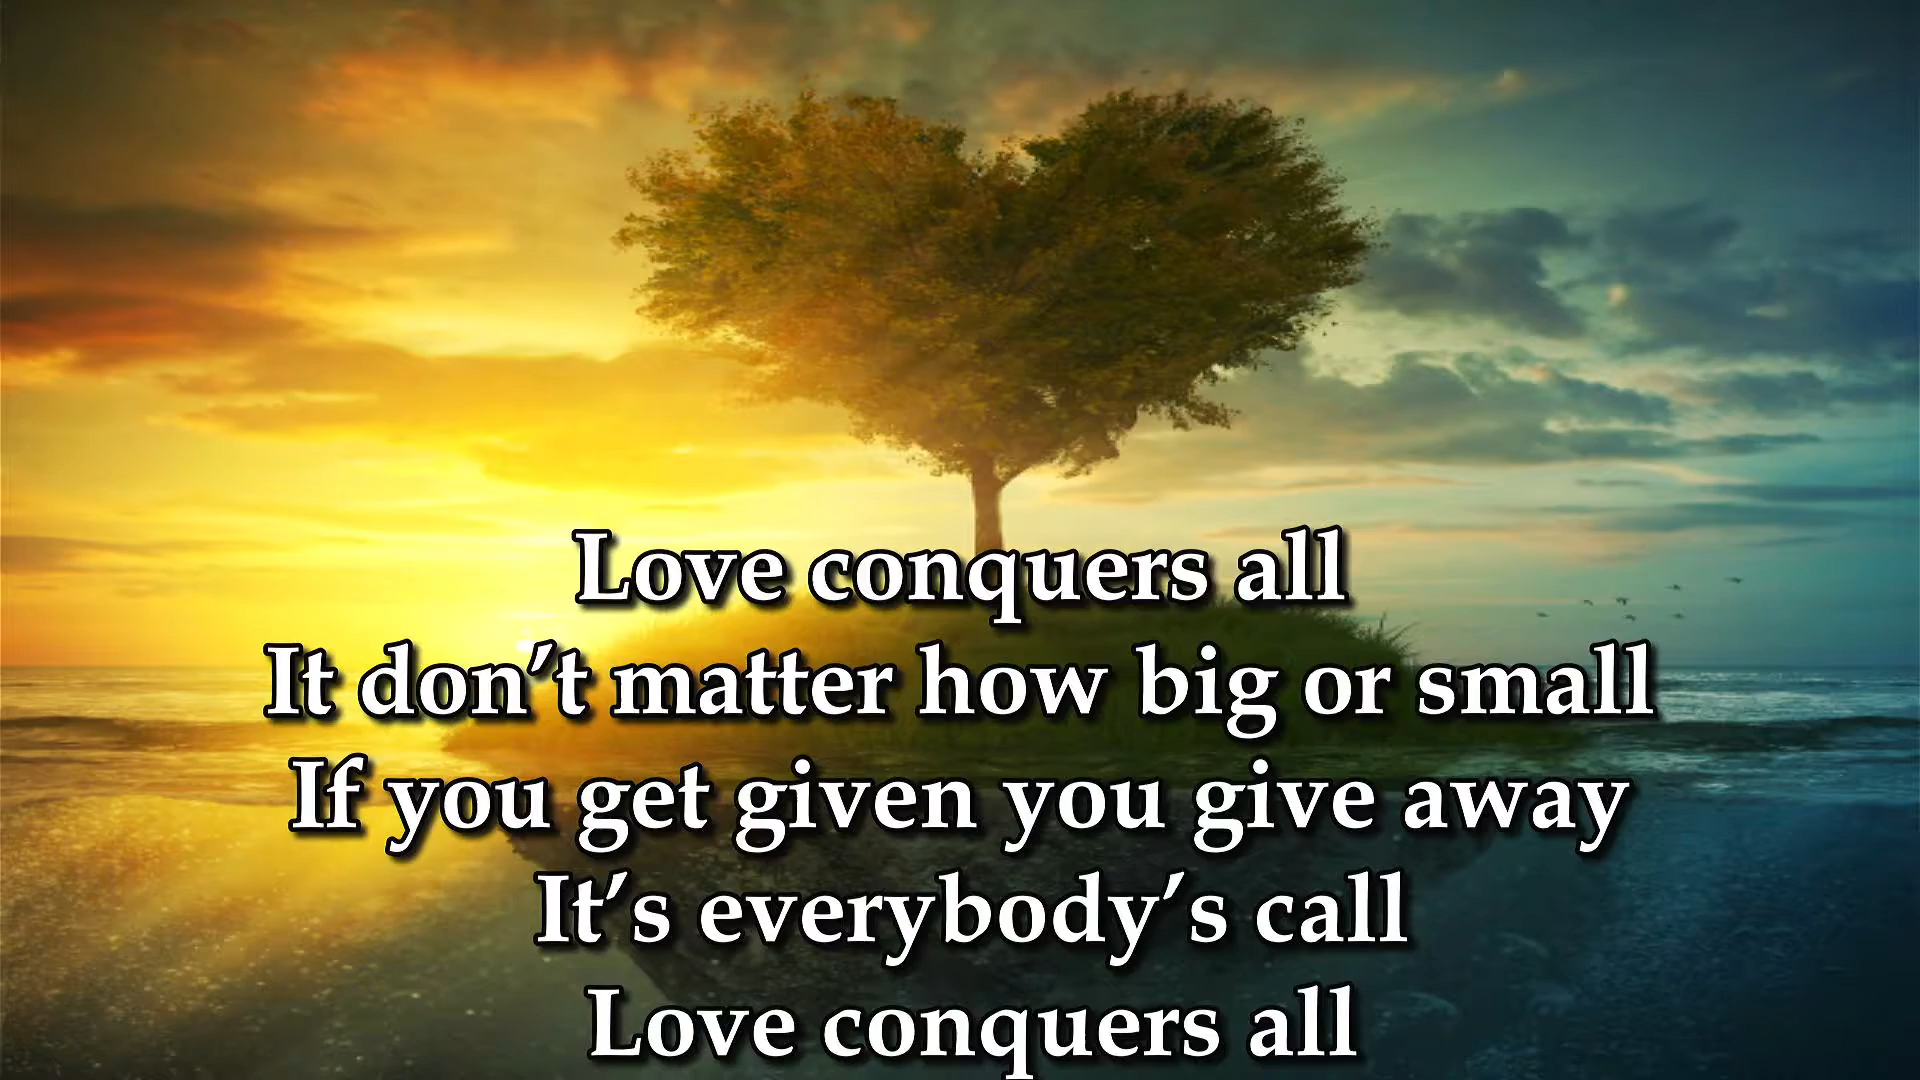 Love conquers all
It don’t matter how big or small
If you get given you give away
It’s everybody’s call
Love conquers all